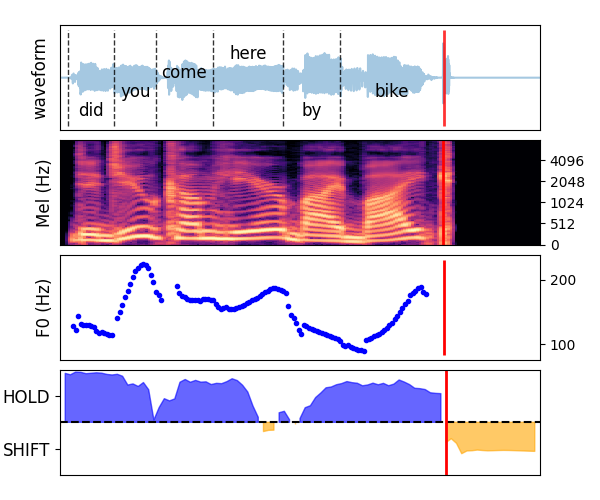 waveform
did
you
come
here
by
bike
Mel (Hz)
4096
2048
1024
512
0
F0 (Hz)
200
100
HOLD
SHIFT